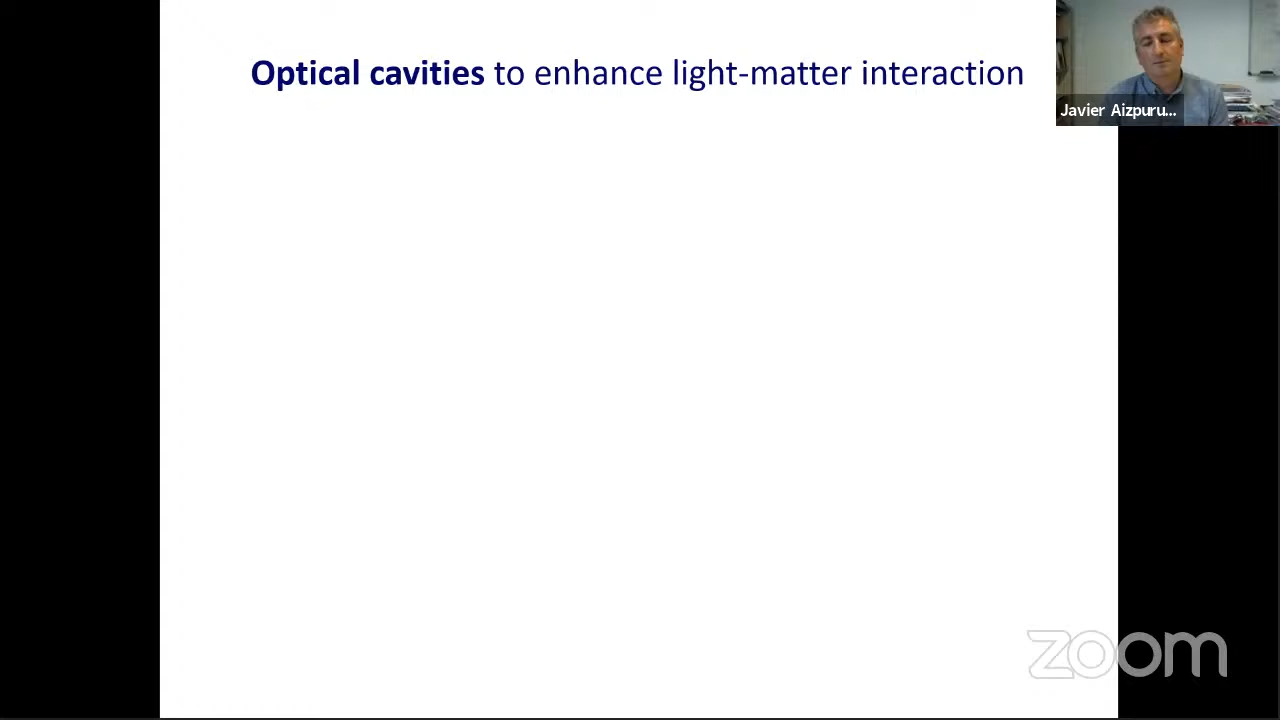 Optical cavities to enhance light-matter interaction
Javier Aizpuru...
zoom